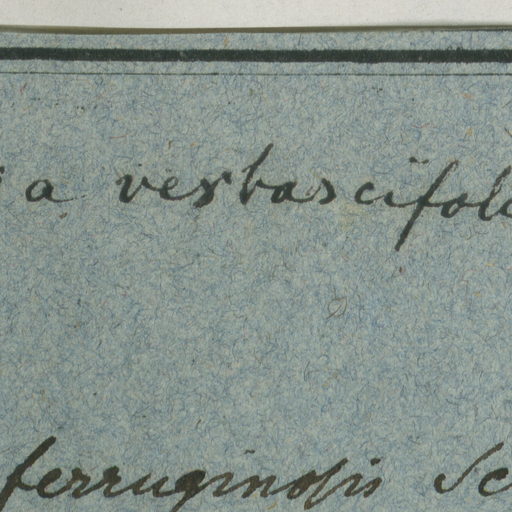 a verbascifol
ferruginosis Sc